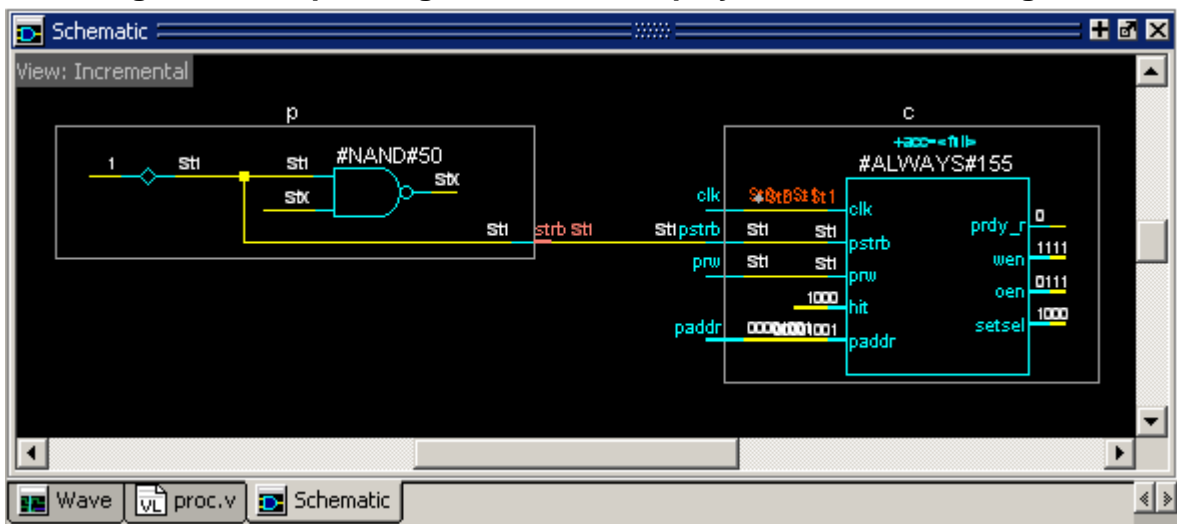 Schematic
View: Incremental
p
c
1
St1
St1
#NAND#50
StX
StX
St1
strb St1
St1
+acc=<full>
#ALWAYS#155
clk
clk
pstrb
St1
St1
pstrb
prw
St1
St1
prw
1000
hit
paddr
paddr
prdy_r
0
wen
1111
oen
0111
setsel
1000
Wave
proc.v
Schematic